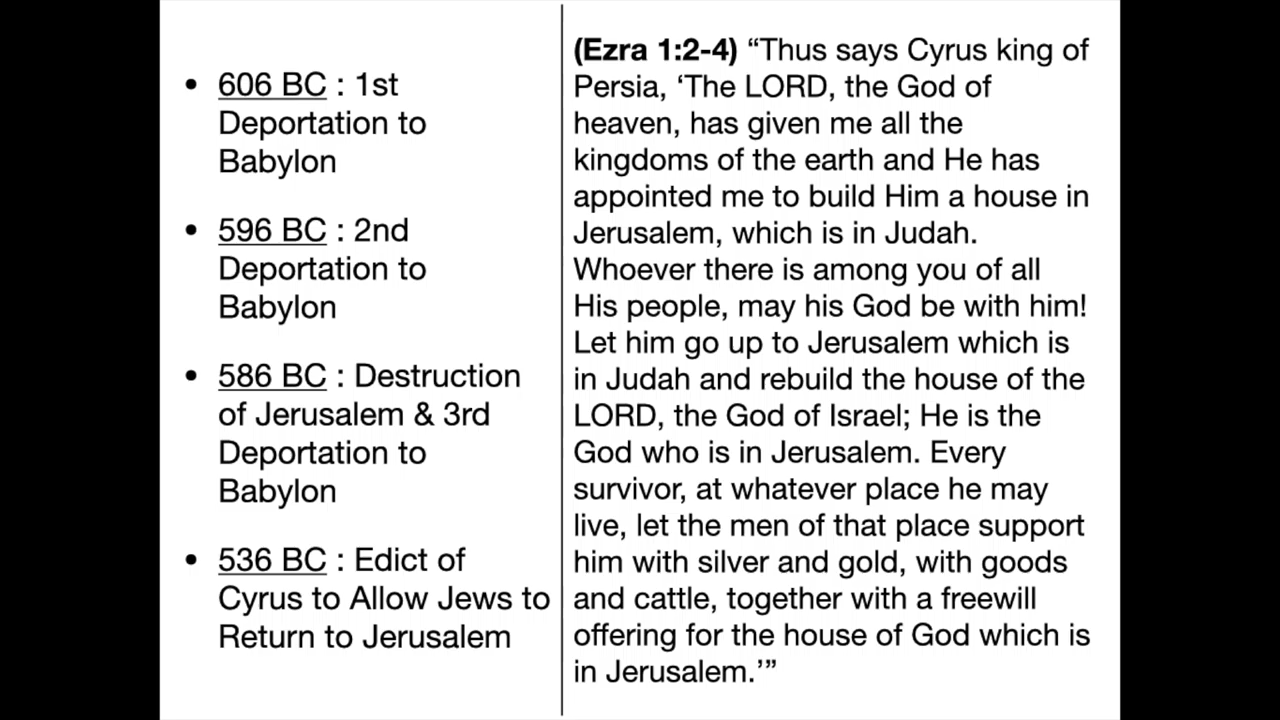 • 606 BC : 1st
Deportation to
Babylon
• 596 BC : 2nd
Deportation to
Babylon
• 586 BC : Destruction
of Jerusalem & 3rd
Deportation to
Babylon
• 536 BC : Edict of
Cyrus to Allow Jews to
Return to Jerusalem
(Ezra 1:2-4) “Thus says Cyrus king of
Persia, ‘The LORD, the God of
heaven, has given me all the
kingdoms of the earth and He has
appointed me to build Him a house in
Jerusalem, which is in Judah.
Whoever there is among you of all
His people, may his God be with him!
Let him go up to Jerusalem which is
in Judah and rebuild the house of the
LORD, the God of Israel; He is the
God who is in Jerusalem. Every
survivor, at whatever place he may
live, let the men of that place support
him with silver and gold, with goods
and cattle, together with a freewill
offering for the house of God which is
in Jerusalem.’”